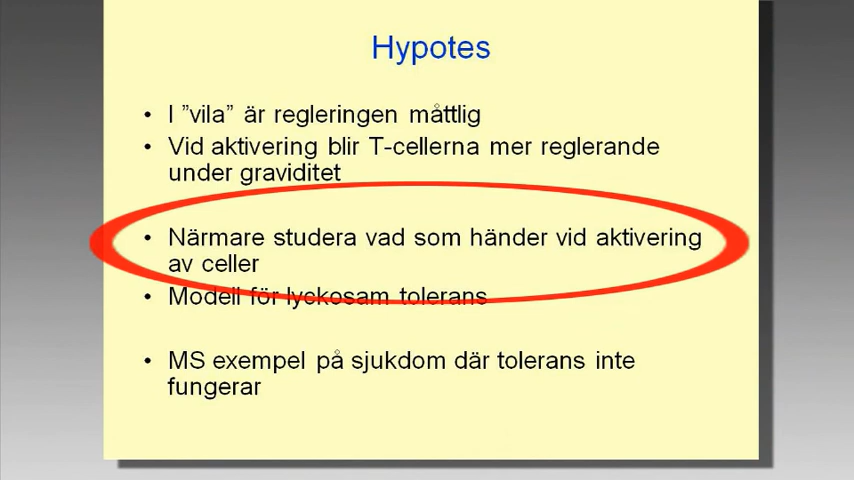 Hypotes
• I ”vila” är regleringen måttlig
• Vid aktivering blir T-cellerna mer reglerande
under graviditet
• Närmare studera vad som händer vid aktivering
av celler
• Modell för lyckosam tolerans
• MS exempel på sjukdom där tolerans inte
fungerar